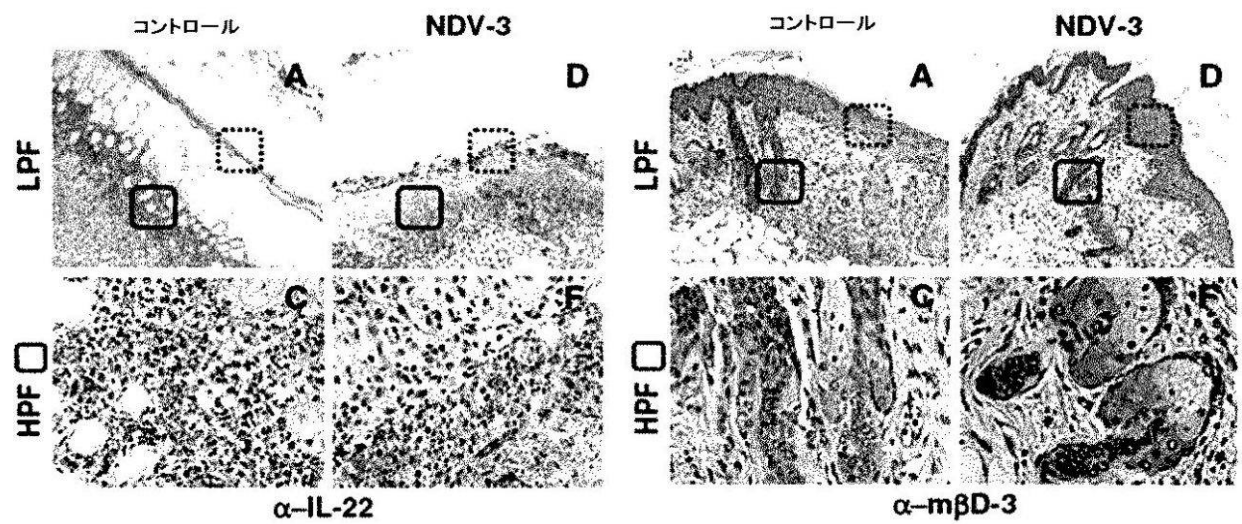 コントロール NDV-3 コントロール NDV-3
LPF A D LPF A D
HPF C F HPF C F
α–IL-22 α–mβD-3